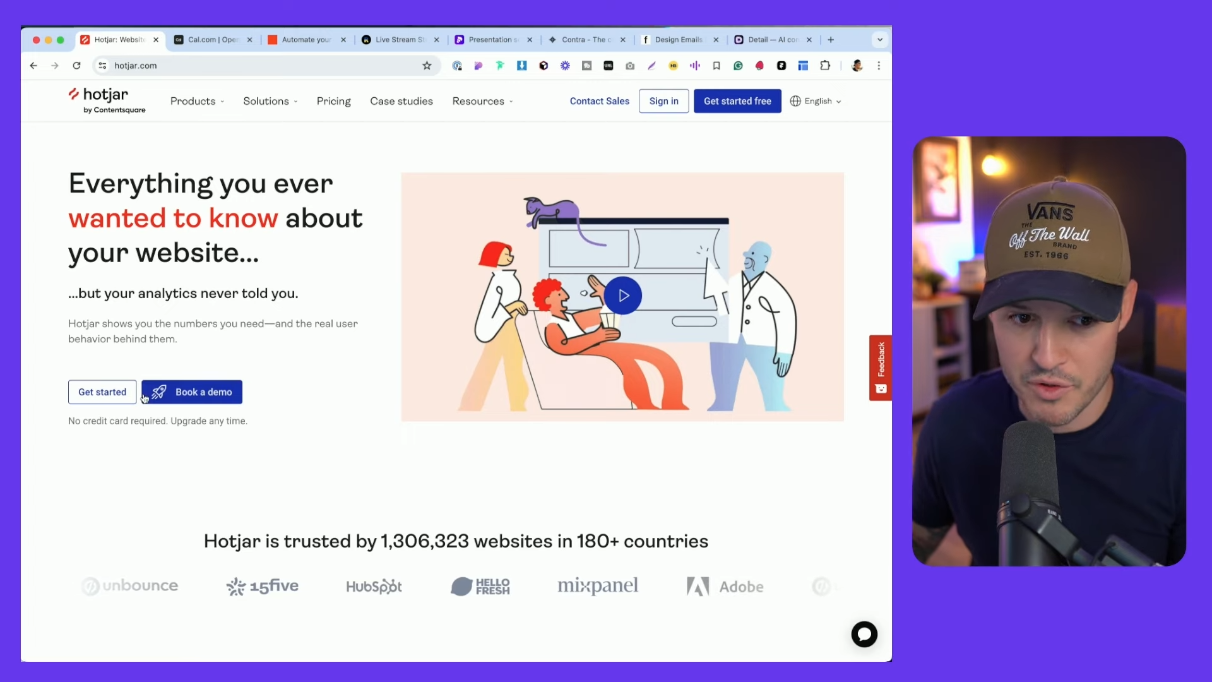 Hotjar: Websit
Cal.com | Open
Automate your
Live Stream St
Presentation s
Contra - The c
Design Emails
Detail — AI co
hotjar.com
hotjar
by Contentsquare
Products
Solutions
Pricing
Case studies
Resources
Contact Sales
Sign in
Get started free
English
Everything you ever
wanted to know about
your website...
...but your analytics never told you.
Hotjar shows you the numbers you need—and the real user
behavior behind them.
Get started
Book a demo
No credit card required. Upgrade any time.
Feedback
Hotjar is trusted by 1,306,323 websites in 180+ countries
unbounce
15five
HubSpot
HELLO
FRESH
mixpanel
Adobe
VANS
THE
Off The Wall
BRAND
EST. 1966